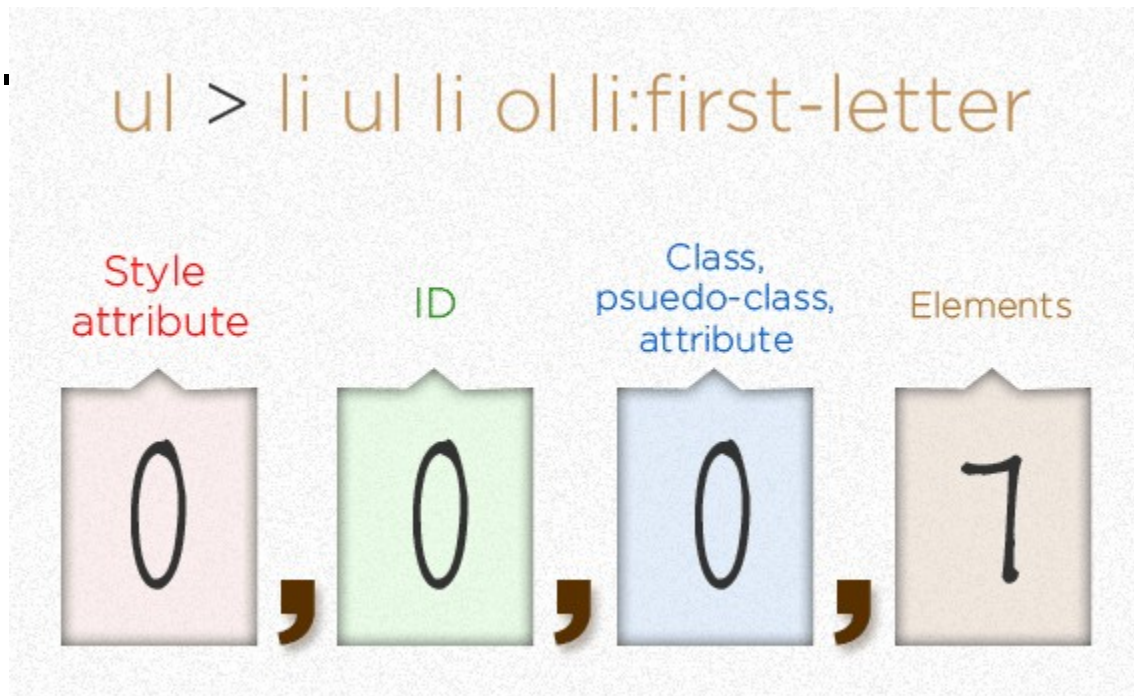 ul > li ul li ol li:first-letter
Style
attribute
ID
Class,
psuedo-class,
attribute
Elements
0 , 0 , 0 , 7